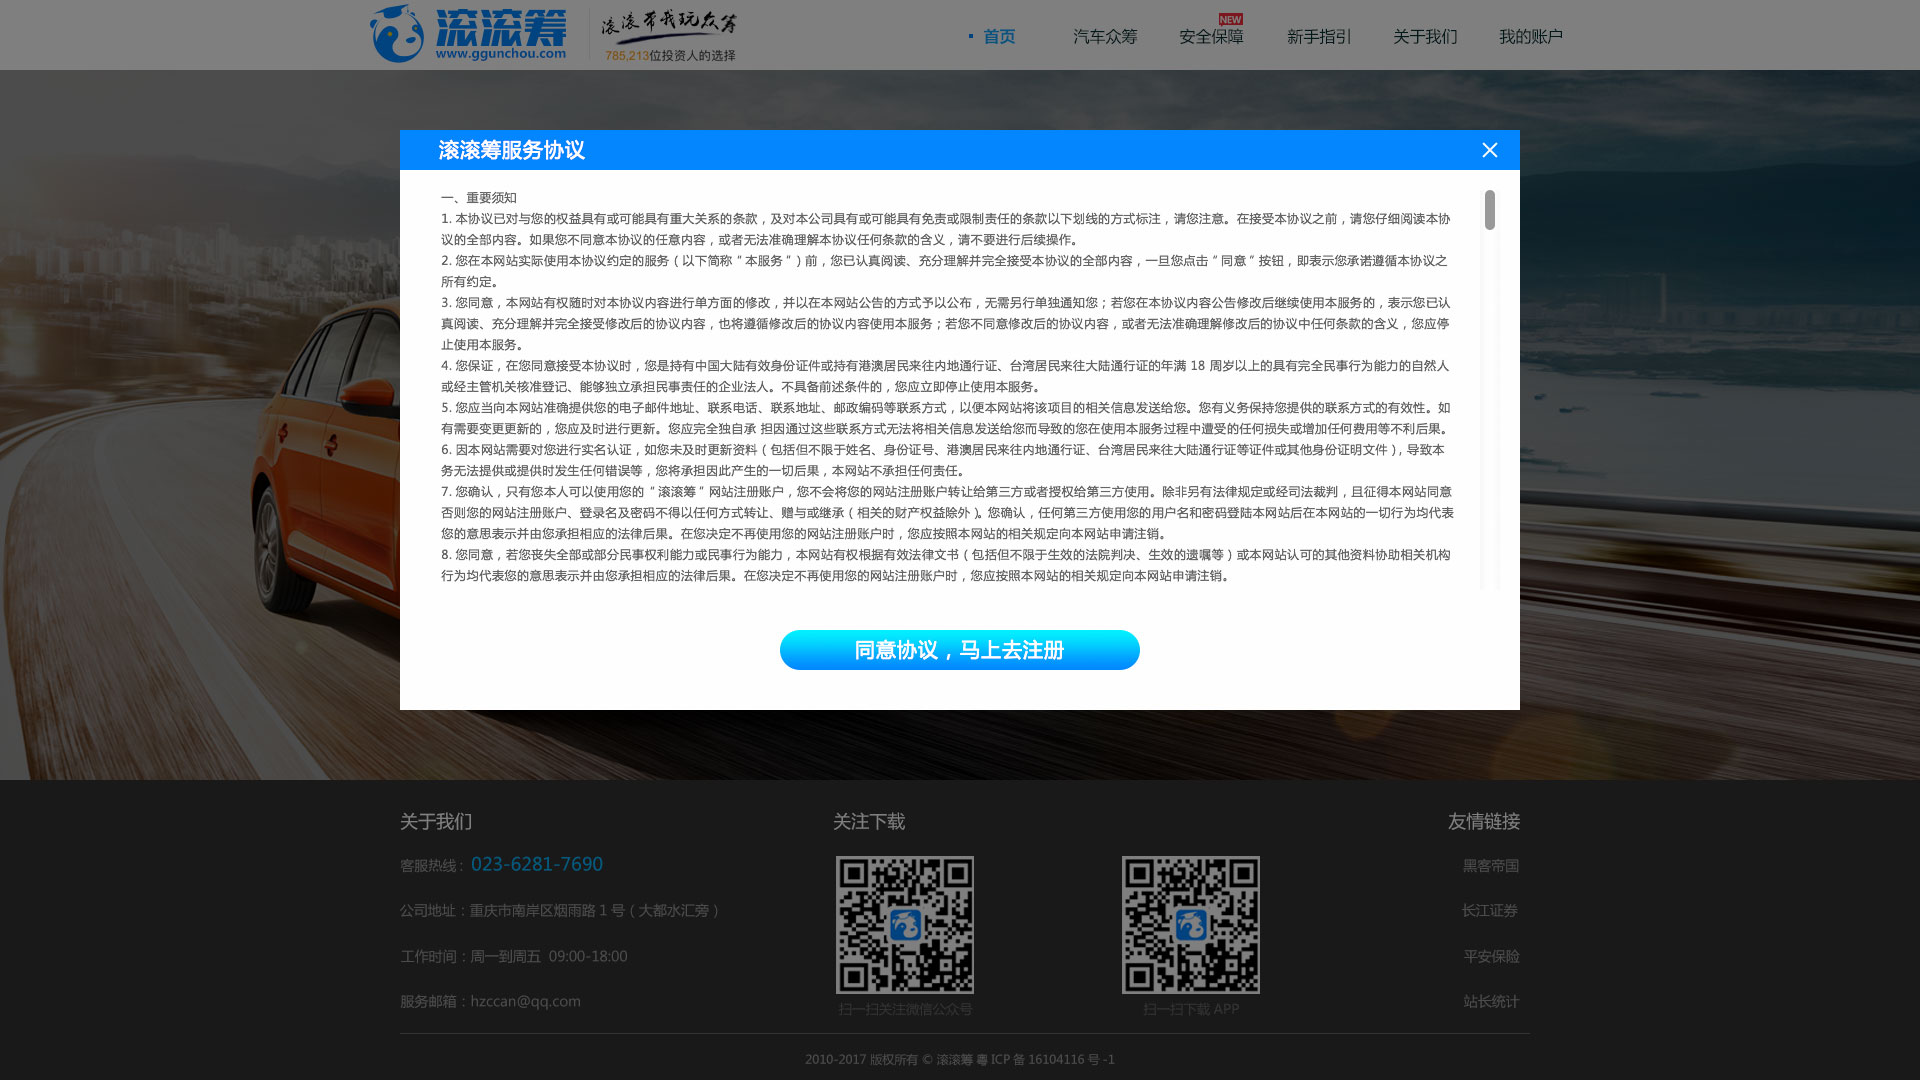 滚滚筹
www.ggunchou.com
滚滚带我玩众筹
785,213位投资人的选择
首页
汽车众筹
安全保障
NEW
新手指引
关于我们
我的账户
滚滚筹服务协议
一、重要须知
1. 本协议已对与您的权益具有或可能具有重大关系的条款，及对本公司具有或可能具有免责或限制责任的条款以下划线的方式标注，请您注意。在接受本协议之前，请您仔细阅读本协
议的全部内容。如果您不同意本协议的任意内容，或者无法准确理解本协议任何条款的含义，请不要进行后续操作。
2. 您在本网站实际使用本协议约定的服务（以下简称“本服务”）前，您已认真阅读、充分理解并完全接受本协议的全部内容，一旦您点击“同意”按钮，即表示您承诺遵循本协议之
所有约定。
3. 您同意，本网站有权随时对本协议内容进行单方面的修改，并以在本网站公告的方式予以公布，无需另行单独通知您；若您在本协议内容公告修改后继续使用本服务的，表示您已认
真阅读、充分理解并完全接受修改后的协议内容，也将遵循修改后的协议内容使用本服务；若您不同意修改后的协议内容，或者无法准确理解修改后的协议中任何条款的含义，您应停
止使用本服务。
4. 您保证，在您同意接受本协议时，您是持有中国大陆有效身份证件或持有港澳居民来往内地通行证、台湾居民来往大陆通行证的年满 18 周岁以上的具有完全民事行为能力的自然人
或经主管机关核准登记、能够独立承担民事责任的企业法人。不具备前述条件的，您应立即停止使用本服务。
5. 您应当向本网站准确提供您的电子邮件地址、联系电话、联系地址、邮政编码等联系方式，以便本网站将该项目的相关信息发送给您。您有义务保持您提供的联系方式的有效性。如
有需要变更更新的，您应及时进行更新。您应完全独自承 担因通过这些联系方式无法将相关信息发送给您而导致的您在使用本服务过程中遭受的任何损失或增加任何费用等不利后果。
6. 因本网站需要对您进行实名认证，如您未及时更新资料（包括但不限于姓名、身份证号、港澳居民来往内地通行证、台湾居民来往大陆通行证等证件或其他身份证明文件），导致本
务无法提供或提供时发生任何错误等，您将承担因此产生的一切后果，本网站不承担任何责任。
7. 您确认，只有您本人可以使用您的“滚滚筹”网站注册账户，您不会将您的网站注册账户转让给第三方或者授权给第三方使用。除非另有法律规定或经司法裁判，且征得本网站同意
否则您的网站注册账户、登录名及密码不得以任何方式转让、赠与或继承（相关的财产权益除外）。您确认，任何第三方使用您的用户名和密码登陆本网站后在本网站的一切行为均代表
您的意思表示并由您承担相应的法律后果。在您决定不再使用您的网站注册账户时，您应按照本网站的相关规定向本网站申请注销。
8. 您同意，若您丧失全部或部分民事权利能力或民事行为能力，本网站有权根据有效法律文书（包括但不限于生效的法院判决、生效的遗嘱等）或本网站认可的其他资料协助相关机构
行为均代表您的意思表示并由您承担相应的法律后果。在您决定不再使用您的网站注册账户时，您应按照本网站的相关规定向本网站申请注销。
同意协议，马上去注册
关于我们
客服热线：023-6281-7690
公司地址：重庆市南岸区烟雨路 1 号（大都水汇旁）
工作时间：周一到周五 09:00-18:00
服务邮箱：hzccan@qq.com
关注下载
扫一扫关注微信公众号
扫一扫下载 APP
友情链接
黑客帝国
长江证券
平安保险
站长统计
2010-2017 版权所有 © 滚滚筹 粤 ICP 备 16104116 号 -1